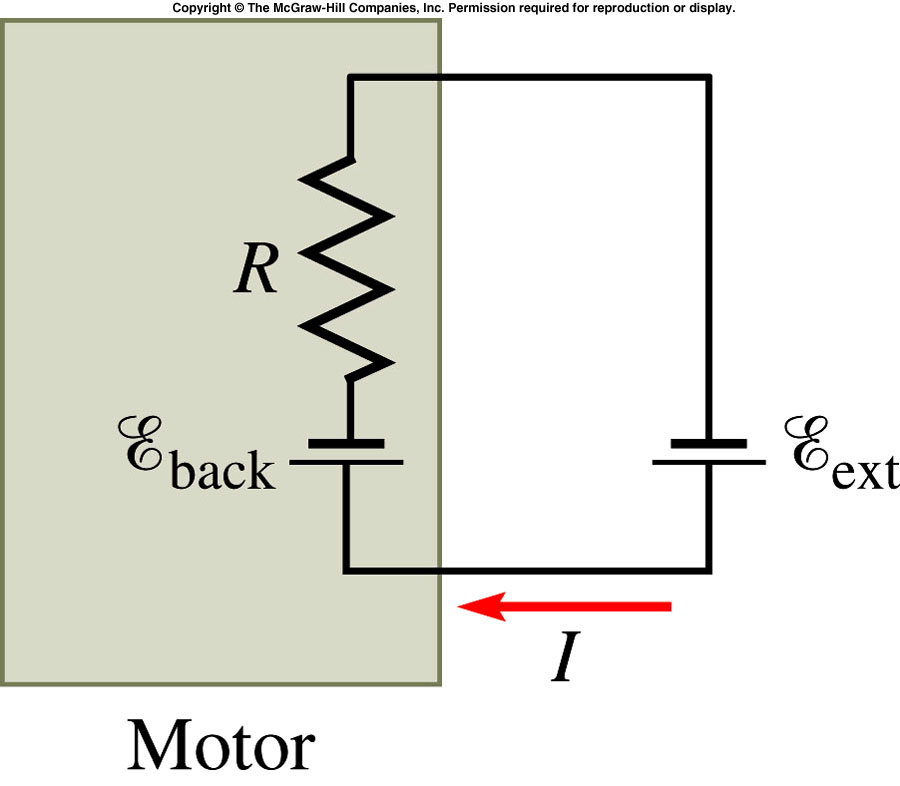 Copyright © The McGraw-Hill Companies, Inc. Permission required for reproduction or display.
R
ℰback
ℰext
I
Motor